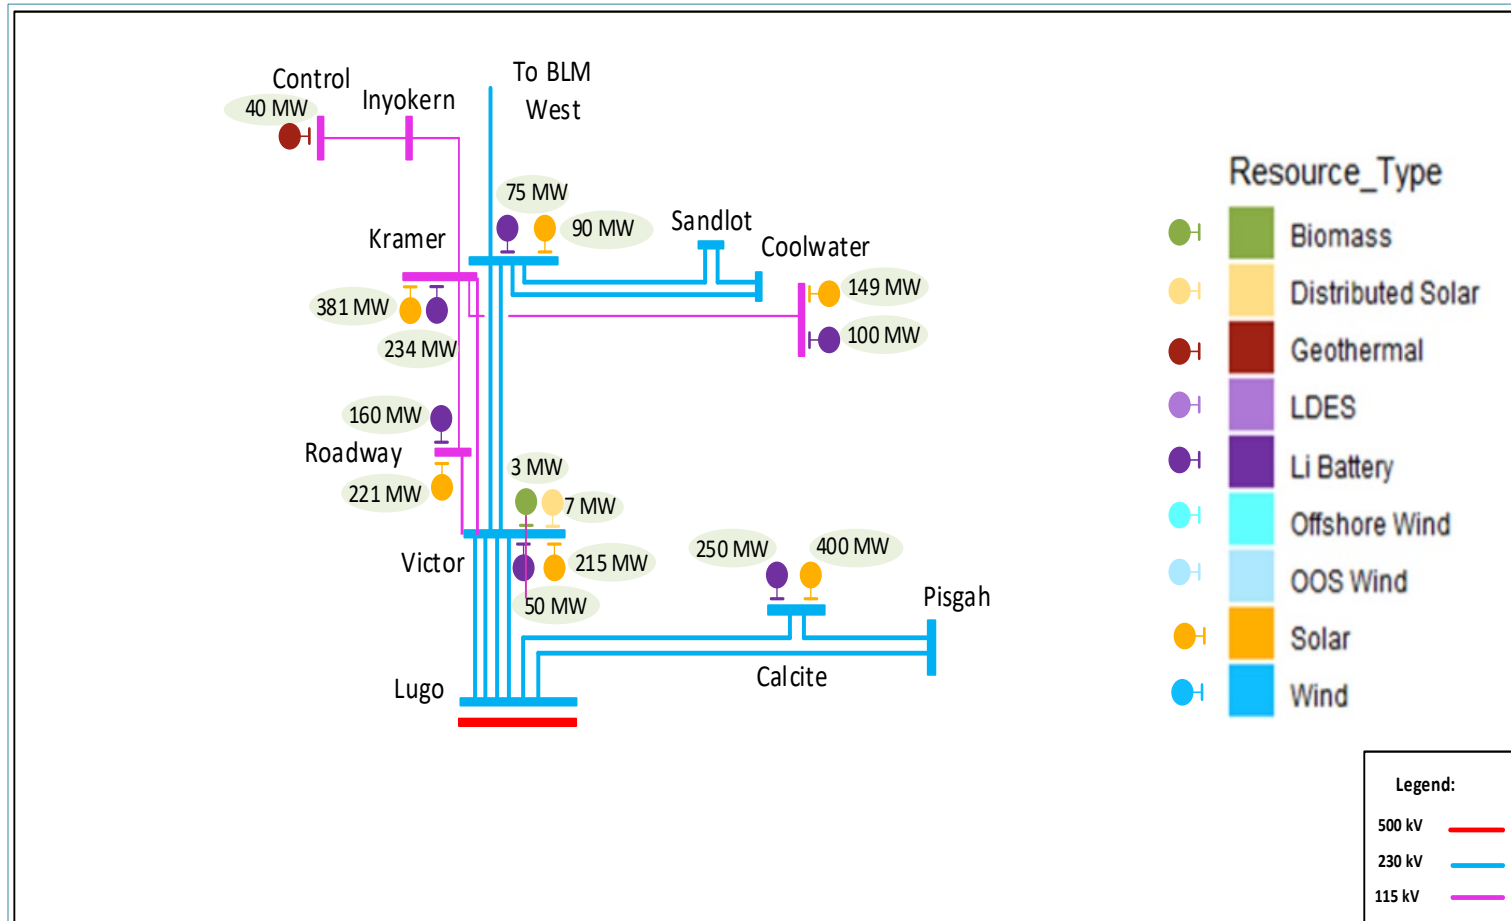 Control
40 MW
Inyokern
To BLM
West
75 MW
90 MW
Kramer
Sandlot
Coolwater
149 MW
100 MW
381 MW
234 MW
160 MW
Roadway
221 MW
3 MW
7 MW
Victor
215 MW
50 MW
250 MW
400 MW
Pisgah
Calcite
Lugo
Resource_Type
Biomass
Distributed Solar
Geothermal
LDES
Li Battery
Offshore Wind
OOS Wind
Solar
Wind
Legend:
500 kV
230 kV
115 kV